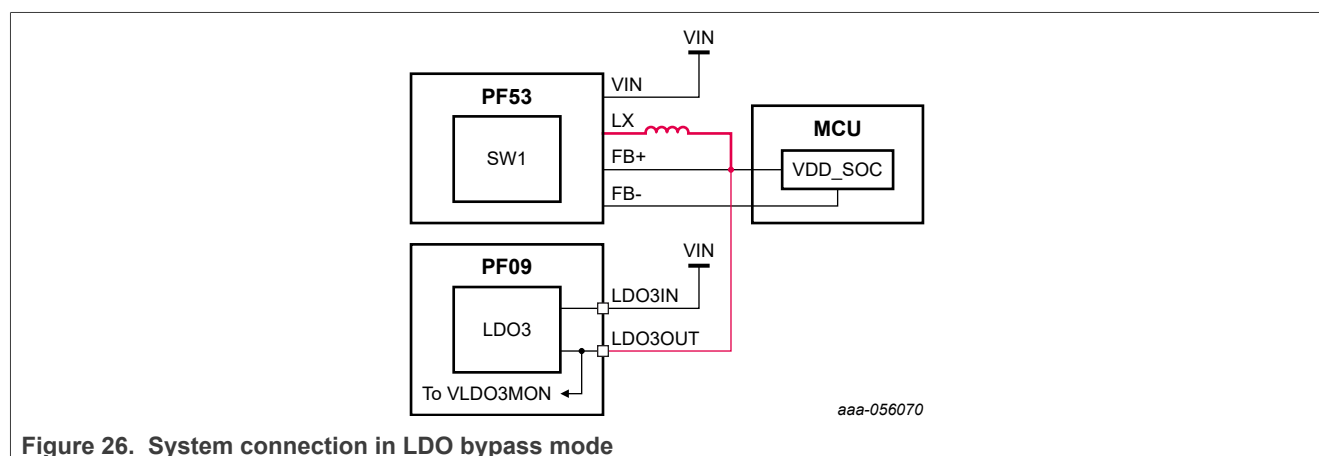 VIN
PF53
VIN
LX
SW1
FB+
FB-
MCU
VDD_SOC
PF09
VIN
LDO3IN
LDO3
LDO3OUT
To VLDO3MON
aaa-056070
Figure 26. System connection in LDO bypass mode